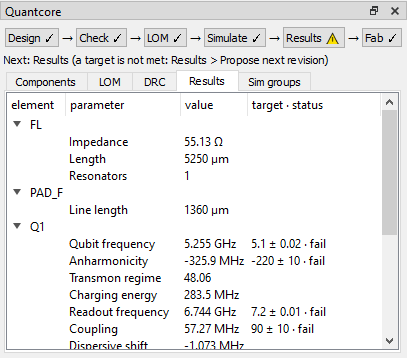 Quantcore
Design ✓ → Check ✓ → LOM ✓ → Simulate ✓ → Results ⚠ → Fab ✓
Next: Results (a target is not met: Results > Propose next revision)
Components LOM DRC Results Sim groups
element parameter value target · status
FL
Impedance 55.13 Ω
Length 5250 µm
Resonators 1
PAD_F
Line length 1360 µm
Q1
Qubit frequency 5.255 GHz 5.1 ± 0.02 · fail
Anharmonicity -325.9 MHz -220 ± 10 · fail
Transmon regime 48.06
Charging energy 283.5 MHz
Readout frequency 6.744 GHz 7.2 ± 0.01 · fail
Coupling 57.27 MHz 90 ± 10 · fail
Dispersive shift -1.073 MHz